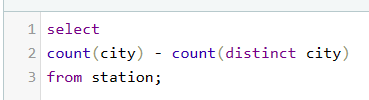 1 select
2 count(city) - count(distinct city)
3 from station;